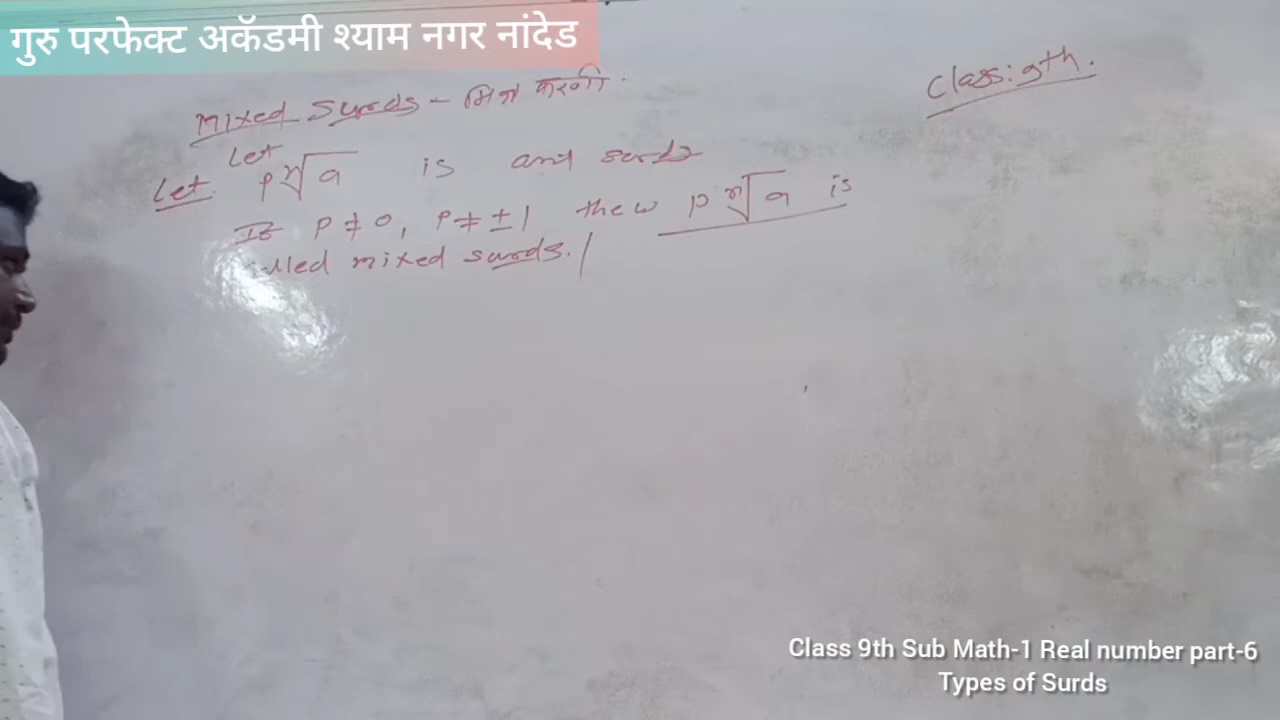 गुरु परफेक्ट अकॅडमी श्याम नगर नांदेड
Class: 9th.
Mixed Surds - मिश्र करणी.
Let
Let p ⁿ√a is any surds
If P ≠ 0, P ≠ ±1 then p ⁿ√a is
called mixed surds. /
Class 9th Sub Math-1 Real number part-6
Types of Surds